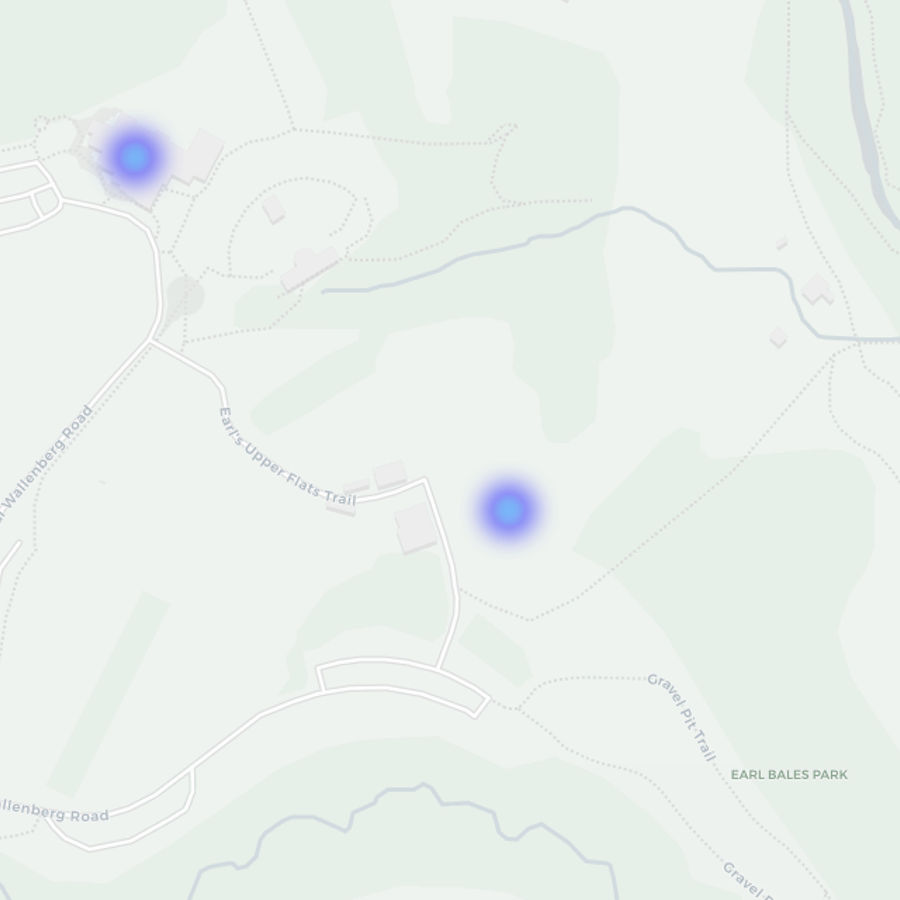 Wallenberg Road
Earl's Upper Flats Trail
Gravel Pit Trail
EARL BALES PARK
allenberg Road
Gravel